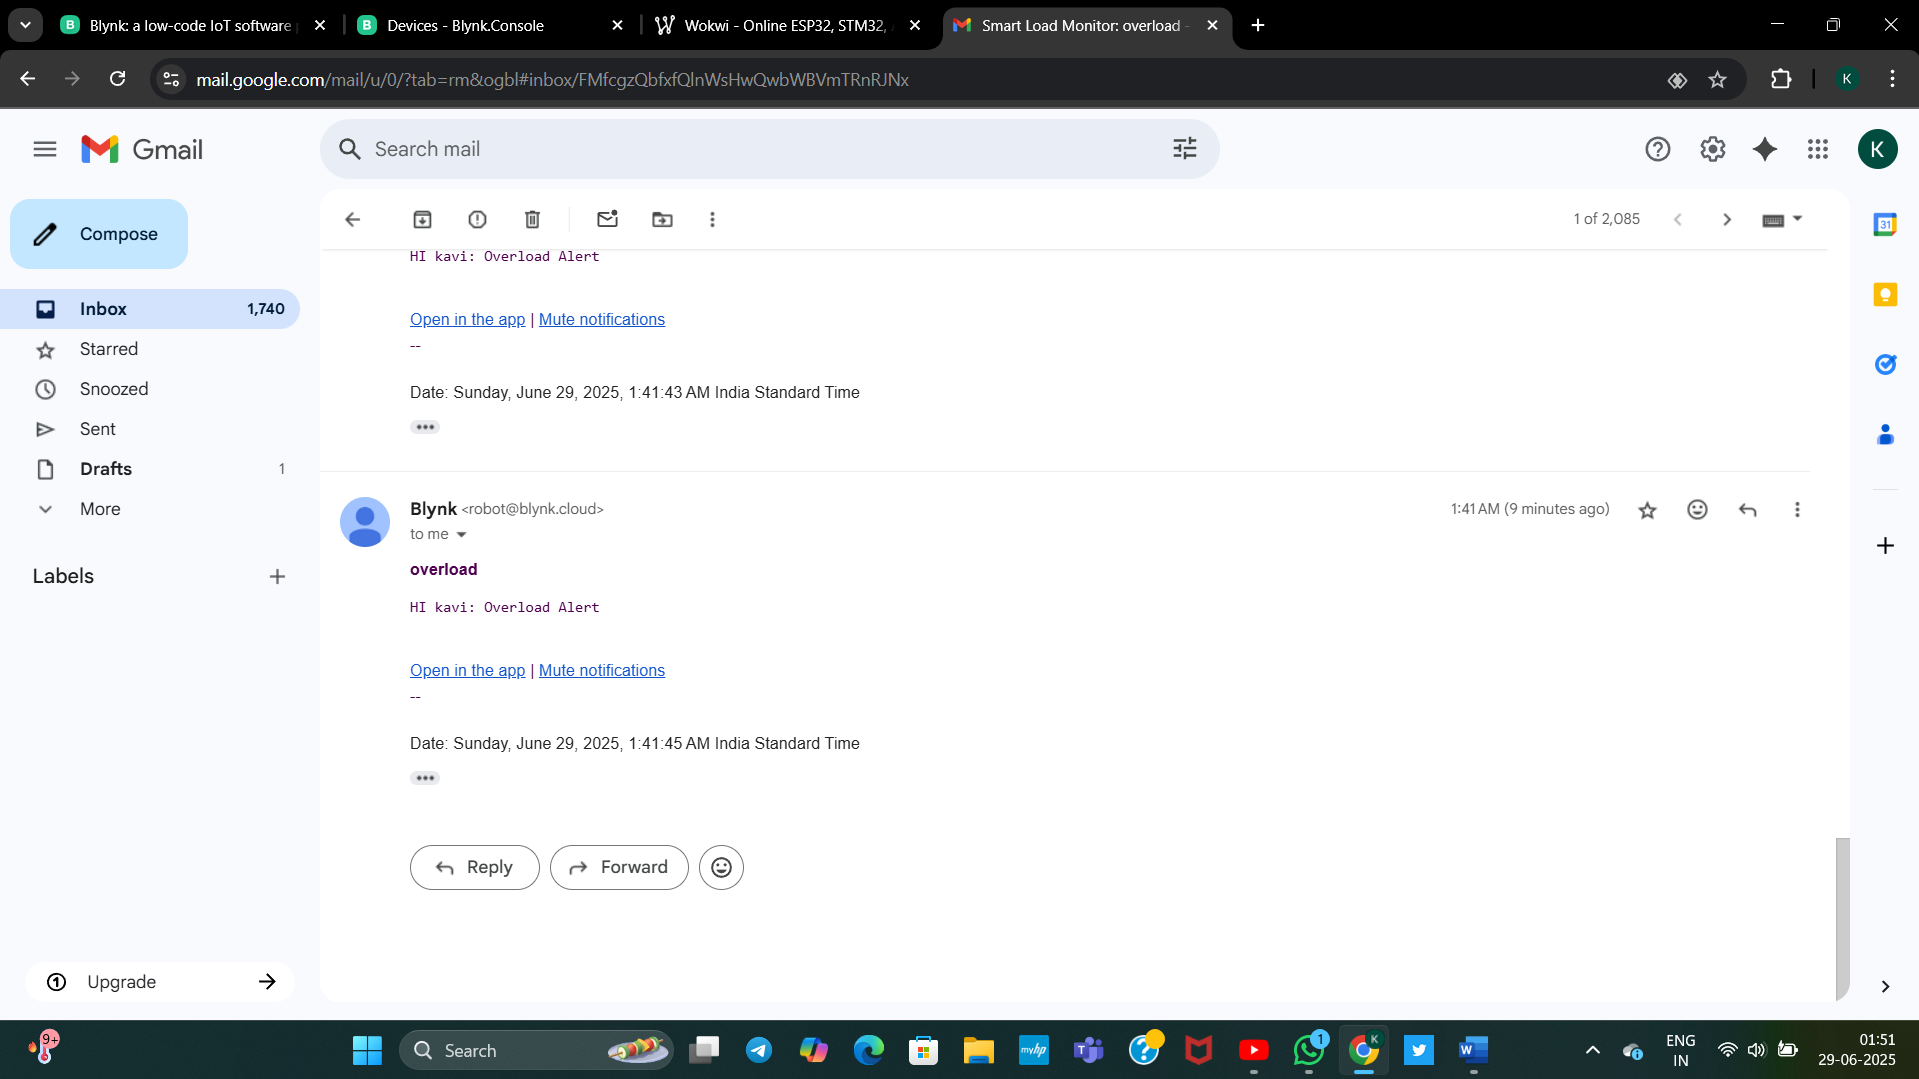 Blynk: a low-code IoT software
Devices - Blynk.Console
Wokwi - Online ESP32, STM32,
Smart Load Monitor: overload -
mail.google.com/mail/u/0/?tab=rm&ogbl#inbox/FMfcgzQbfxfQlnWsHwQwbWBVmTRnRJNx
K
Gmail
Search mail
K
Compose
1 of 2,085
31
Inbox 1,740
Starred
Snoozed
Sent
Drafts 1
More
Labels
Upgrade
HI kavi: Overload Alert
Open in the app | Mute notifications
--
Date: Sunday, June 29, 2025, 1:41:43 AM India Standard Time
Blynk <robot@blynk.cloud> 1:41 AM (9 minutes ago)
to me
overload
HI kavi: Overload Alert
Open in the app | Mute notifications
--
Date: Sunday, June 29, 2025, 1:41:45 AM India Standard Time
Reply
Forward
9+
Search
myhp
1
K
ENG
IN
01:51
29-06-2025